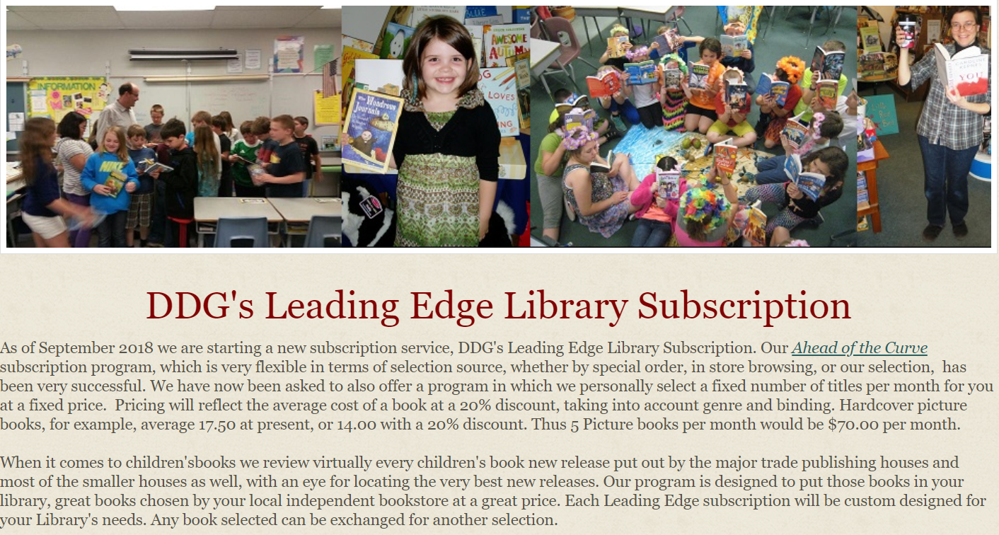 INFORMATION
NIKE
The Wondrous Journals
BLUE
AWESOME
AUTUMN
LOVES
CAROLINE KEPNES
YOU
DDG's Leading Edge Library Subscription
As of September 2018 we are starting a new subscription service, DDG's Leading Edge Library Subscription. Our Ahead of the Curve
subscription program, which is very flexible in terms of selection source, whether by special order, in store browsing, or our selection,  has
been very successful. We have now been asked to also offer a program in which we personally select a fixed number of titles per month for you
at a fixed price.  Pricing will reflect the average cost of a book at a 20% discount, taking into account genre and binding. Hardcover picture
books, for example, average 17.50 at present, or 14.00 with a 20% discount. Thus 5 Picture books per month would be $70.00 per month.
When it comes to children'sbooks we review virtually every children's book new release put out by the major trade publishing houses and
most of the smaller houses as well, with an eye for locating the very best new releases. Our program is designed to put those books in your
library, great books chosen by your local independent bookstore at a great price. Each Leading Edge subscription will be custom designed for
your Library's needs. Any book selected can be exchanged for another selection.